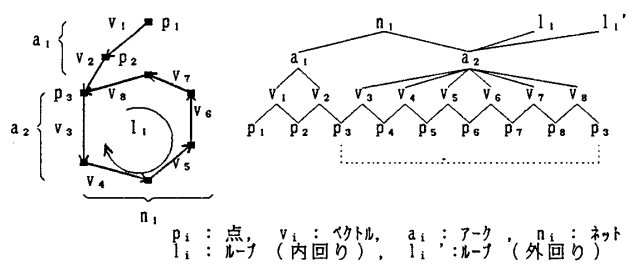 v₁ p₁
a₁
v₂ p₂
p₃ v₈ v₇
a₂ v₃ l₁ v₆
v₄ v₅
n₁
n₁ l₁ l₁'
a₁ a₂
v₁ v₂ v₃ v₄ v₅ v₆ v₇ v₈
p₁ p₂ p₃ p₄ p₅ p₆ p₇ p₈ p₃
pᵢ : 点, vᵢ : ベクトル, aᵢ : アーク , nᵢ : ネット
lᵢ : ループ (内回り) , lᵢ' : ループ (外回り)